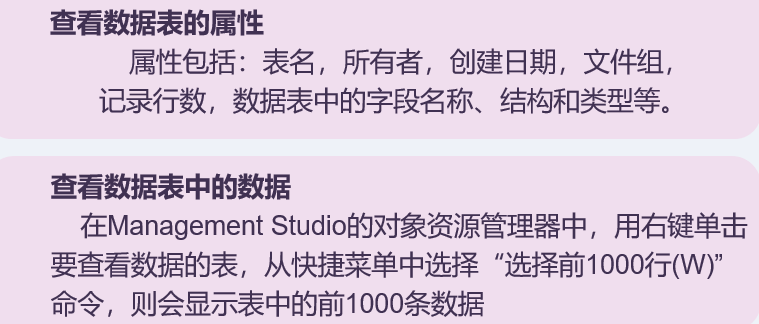 查看数据表的属性
属性包括：表名，所有者，创建日期，文件组，
记录行数，数据表中的字段名称、结构和类型等。
查看数据表中的数据
在Management Studio的对象资源管理器中，用右键单击
要查看数据的表，从快捷菜单中选择“选择前1000行(W)”
命令，则会显示表中的前1000条数据